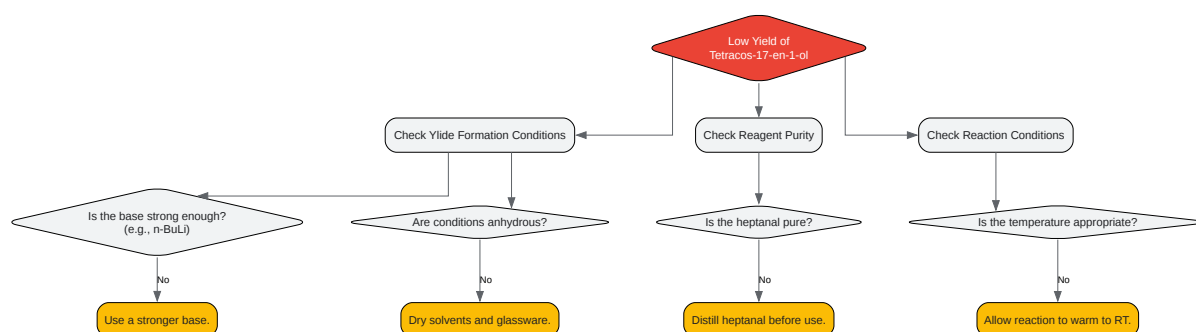 Low Yield of
Tetracos-17-en-1-ol
Check Ylide Formation Conditions
Check Reagent Purity
Check Reaction Conditions
Is the base strong enough?
(e.g., n-BuLi)
Are conditions anhydrous?
Is the heptanal pure?
Is the temperature appropriate?
No
No
No
No
Use a stronger base.
Dry solvents and glassware.
Distill heptanal before use.
Allow reaction to warm to RT.